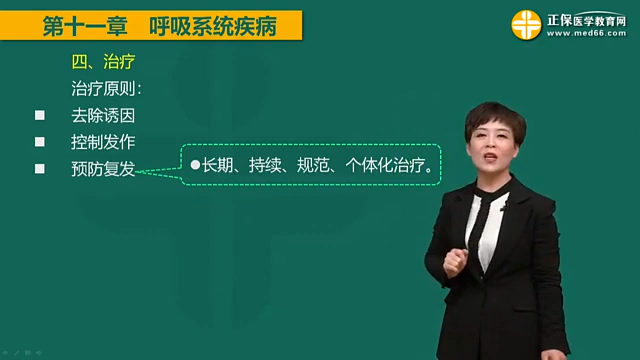 第十一章　呼吸系统疾病
正保医学教育网
www.med66.com
四、治疗
治疗原则：
■ 去除诱因
■ 控制发作
■ 预防复发
●长期、持续、规范、个体化治疗。